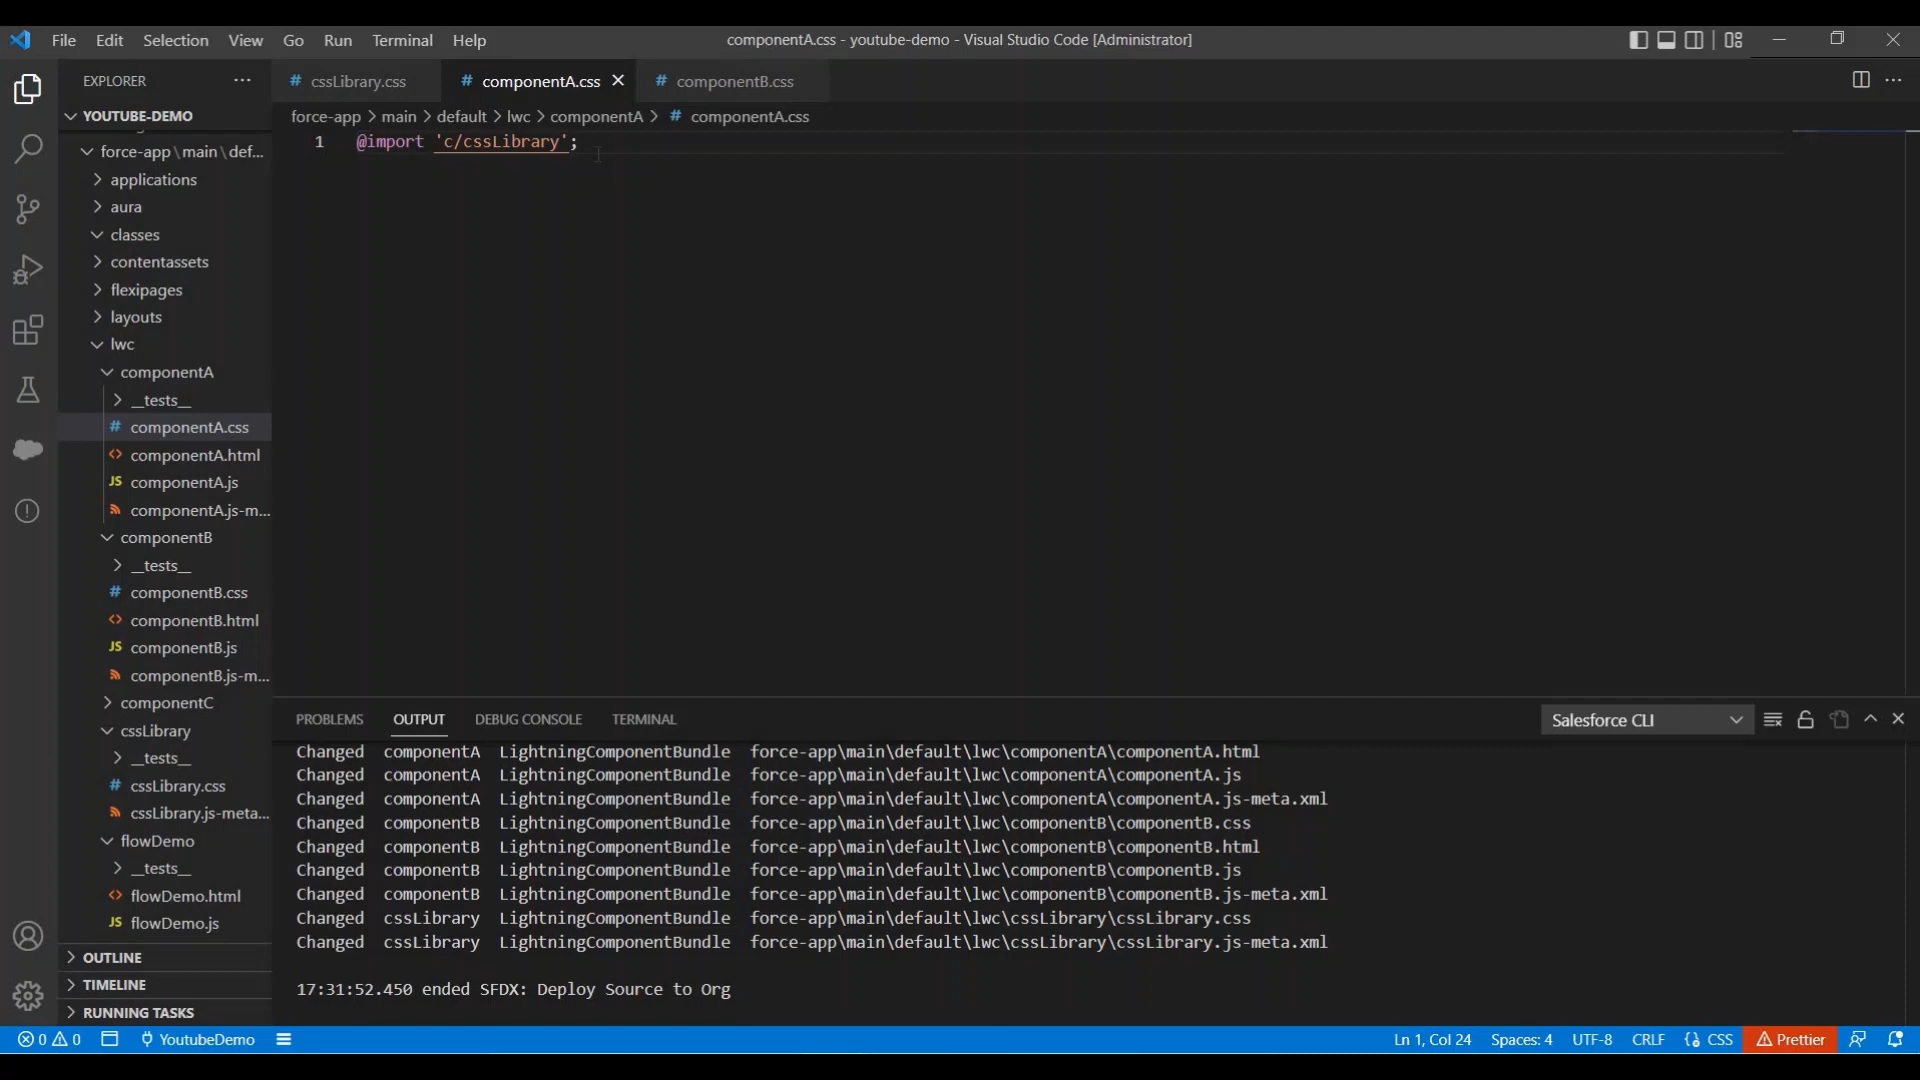 File Edit Selection View Go Run Terminal Help
componentA.css - youtube-demo - Visual Studio Code [Administrator]
EXPLORER
YOUTUBE-DEMO
force-app\main\def...
applications
aura
classes
contentassets
flexipages
layouts
lwc
componentA
__tests__
# componentA.css
<> componentA.html
JS componentA.js
componentA.js-m...
componentB
__tests__
# componentB.css
<> componentB.html
JS componentB.js
componentB.js-m...
componentC
cssLibrary
__tests__
# cssLibrary.css
cssLibrary.js-meta...
flowDemo
__tests__
<> flowDemo.html
JS flowDemo.js
OUTLINE
TIMELINE
RUNNING TASKS
# cssLibrary.css
# componentA.css
# componentB.css
force-app > main > default > lwc > componentA > # componentA.css
1 @import 'c/cssLibrary';
PROBLEMS OUTPUT DEBUG CONSOLE TERMINAL
Salesforce CLI
Changed componentA LightningComponentBundle force-app\main\default\lwc\componentA\componentA.html
Changed componentA LightningComponentBundle force-app\main\default\lwc\componentA\componentA.js
Changed componentA LightningComponentBundle force-app\main\default\lwc\componentA\componentA.js-meta.xml
Changed componentB LightningComponentBundle force-app\main\default\lwc\componentB\componentB.css
Changed componentB LightningComponentBundle force-app\main\default\lwc\componentB\componentB.html
Changed componentB LightningComponentBundle force-app\main\default\lwc\componentB\componentB.js
Changed componentB LightningComponentBundle force-app\main\default\lwc\componentB\componentB.js-meta.xml
Changed cssLibrary LightningComponentBundle force-app\main\default\lwc\cssLibrary\cssLibrary.css
Changed cssLibrary LightningComponentBundle force-app\main\default\lwc\cssLibrary\cssLibrary.js-meta.xml
17:31:52.450 ended SFDX: Deploy Source to Org
0 0 YoutubeDemo
Ln 1, Col 24 Spaces: 4 UTF-8 CRLF {} CSS Prettier